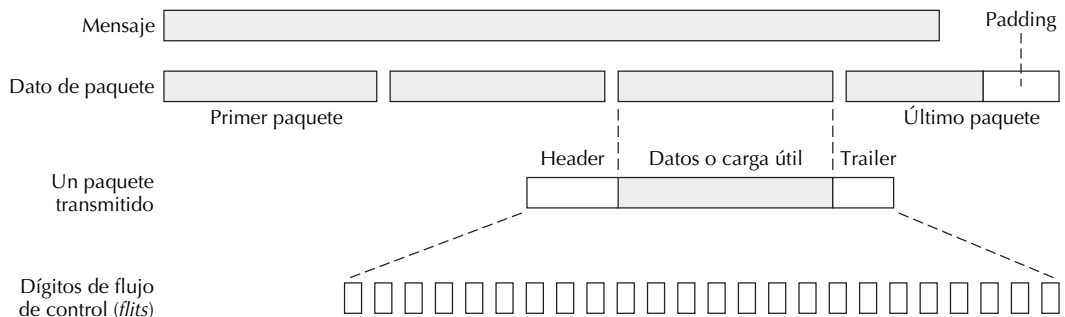 Mensaje
Padding
Dato de paquete
Primer paquete
Último paquete
Header
Datos o carga útil
Trailer
Un paquete
transmitido
Dígitos de flujo
de control (flits)